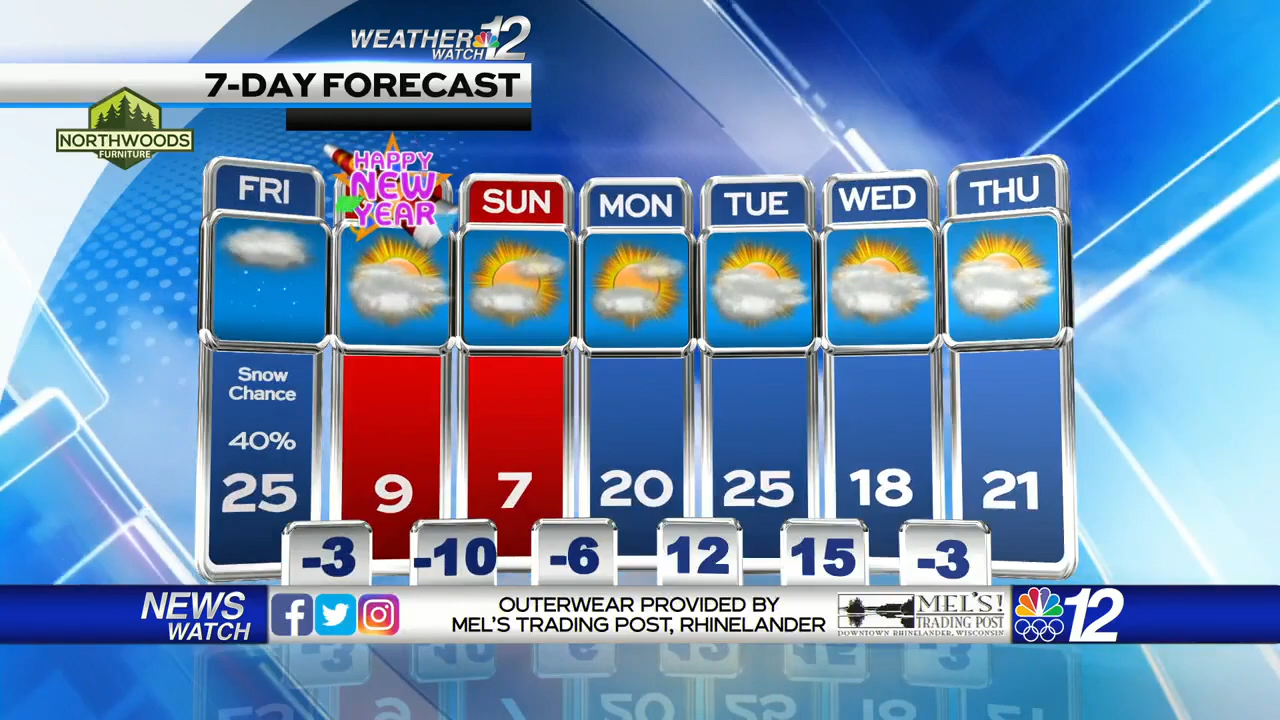 WEATHER
WATCH 12
7-DAY FORECAST
NORTHWOODS
FURNITURE
FRI
HAPPY
NEW
YEAR
SUN
MON
TUE
WED
THU
Snow
Chance
40%
25
9
7
20
25
18
21
-3
-10
-6
12
15
-3
NEWS
WATCH
OUTERWEAR PROVIDED BY
MEL'S TRADING POST, RHINELANDER
MEL'S!
TRADING POST
DOWNTOWN RHINELANDER, WISCONSIN
12